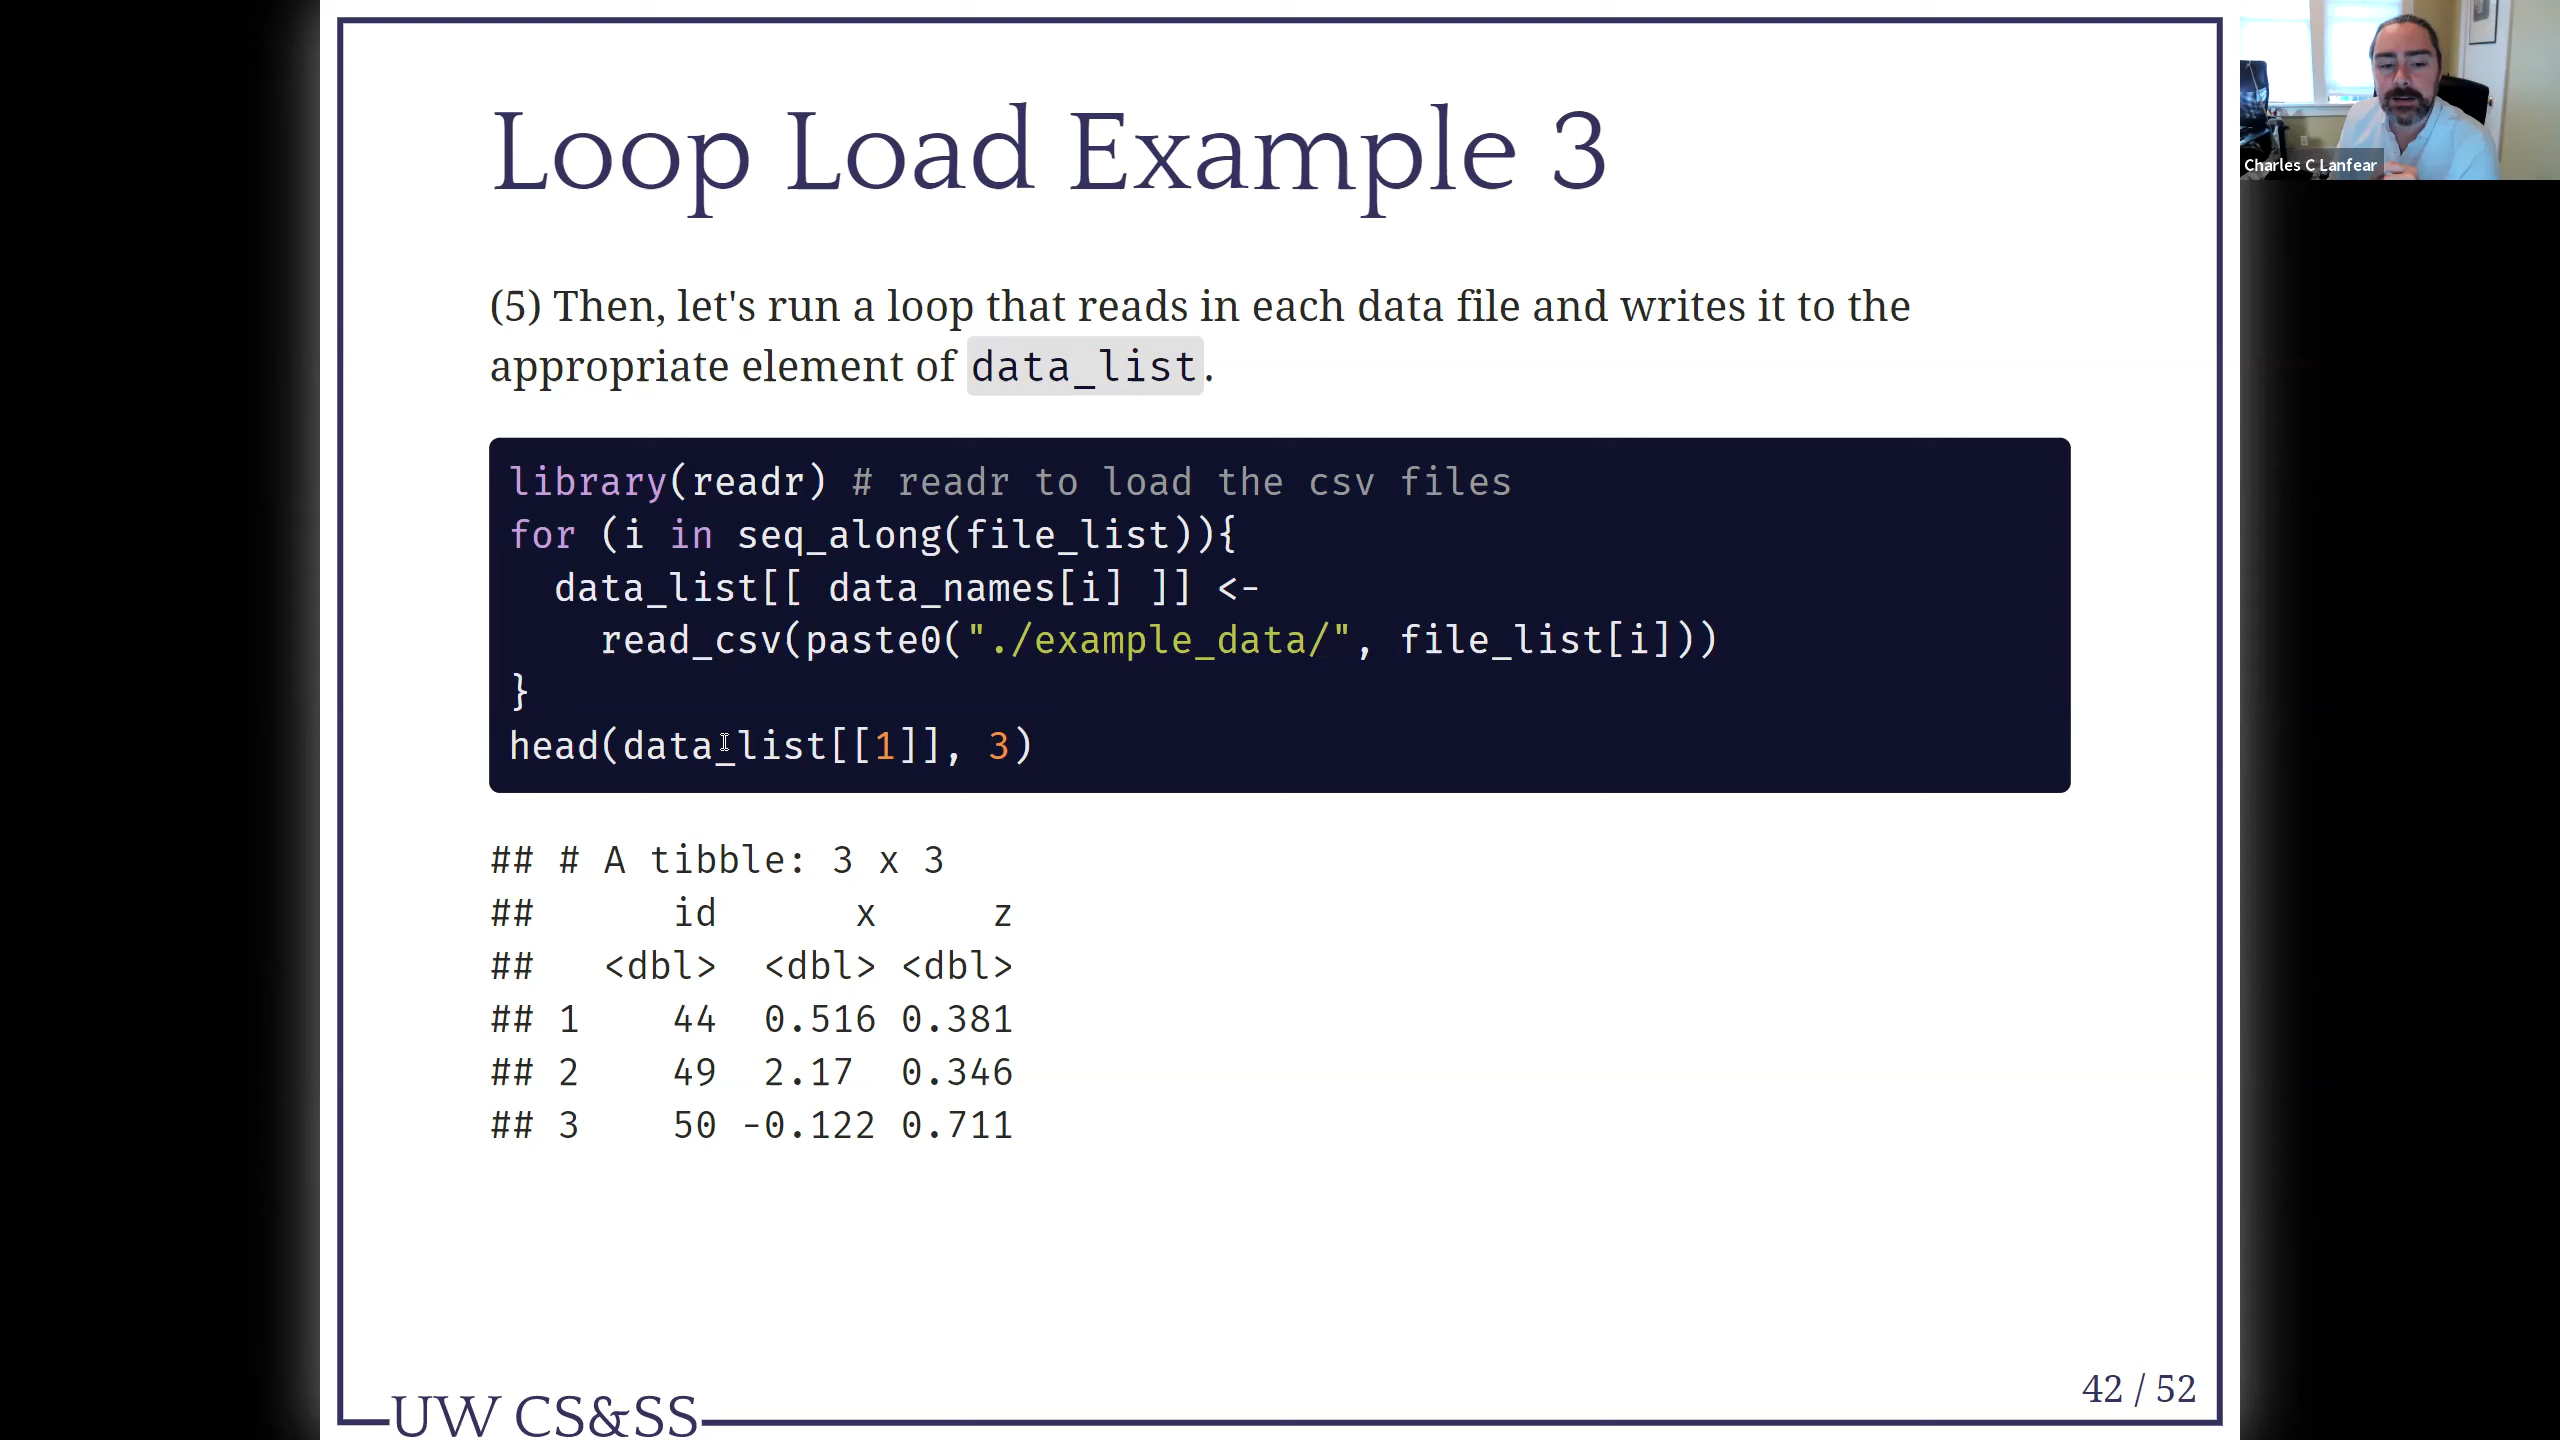 Loop Load Example 3
Charles C Lanfear
(5) Then, let's run a loop that reads in each data file and writes it to the
appropriate element of data_list.
library(readr) # readr to load the csv files
for (i in seq_along(file_list)){
  data_list[[ data_names[i] ]] <-
    read_csv(paste0("./example_data/", file_list[i]))
}
head(data_list[[1]], 3)
## # A tibble: 3 x 3
##      id      x     z
##   <dbl>  <dbl> <dbl>
## 1    44  0.516 0.381
## 2    49  2.17  0.346
## 3    50 -0.122 0.711
42 / 52
UW CS&SS